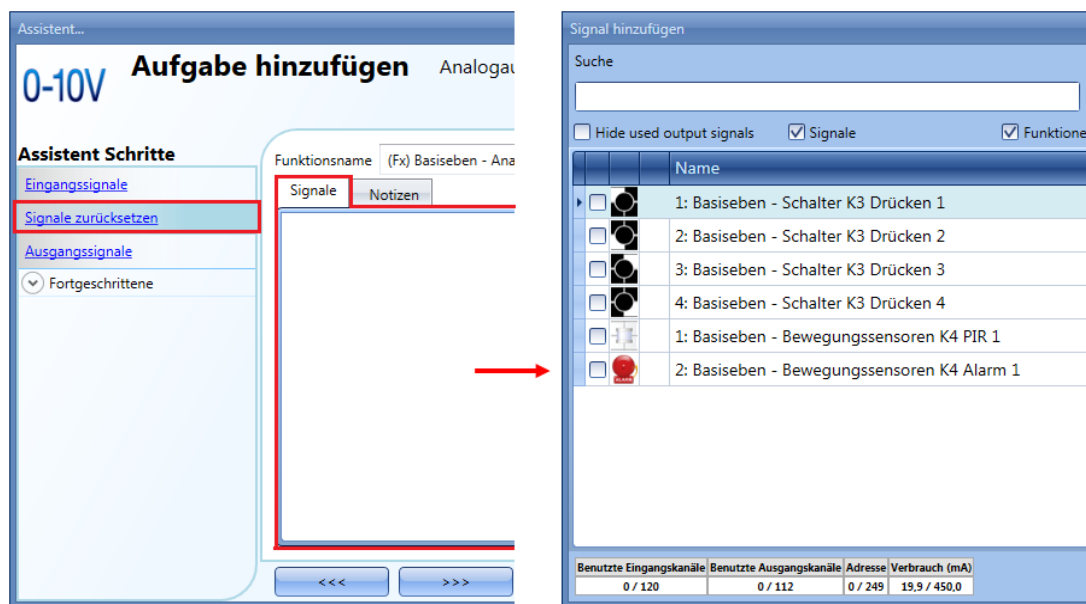 Assistent...
0-10V
Aufgabe hinzufügen
Analogau
Assistent Schritte
Eingangssignale
Signale zurücksetzen
Ausgangssignale
Fortgeschrittene
Funktionsname (Fx) Basiseben - Ana
Signale
Notizen
<<<
>>>
Signal hinzufügen
Suche
Hide used output signals
Signale
Funktione
Name
1: Basiseben - Schalter K3 Drücken 1
2: Basiseben - Schalter K3 Drücken 2
3: Basiseben - Schalter K3 Drücken 3
4: Basiseben - Schalter K3 Drücken 4
1: Basiseben - Bewegungssensoren K4 PIR 1
ALARM
2: Basiseben - Bewegungssensoren K4 Alarm 1
Benutzte Eingangskanäle Benutzte Ausgangskanäle Adresse Verbrauch (mA)
0 / 120 0 / 112 0 / 249 19,9 / 450,0